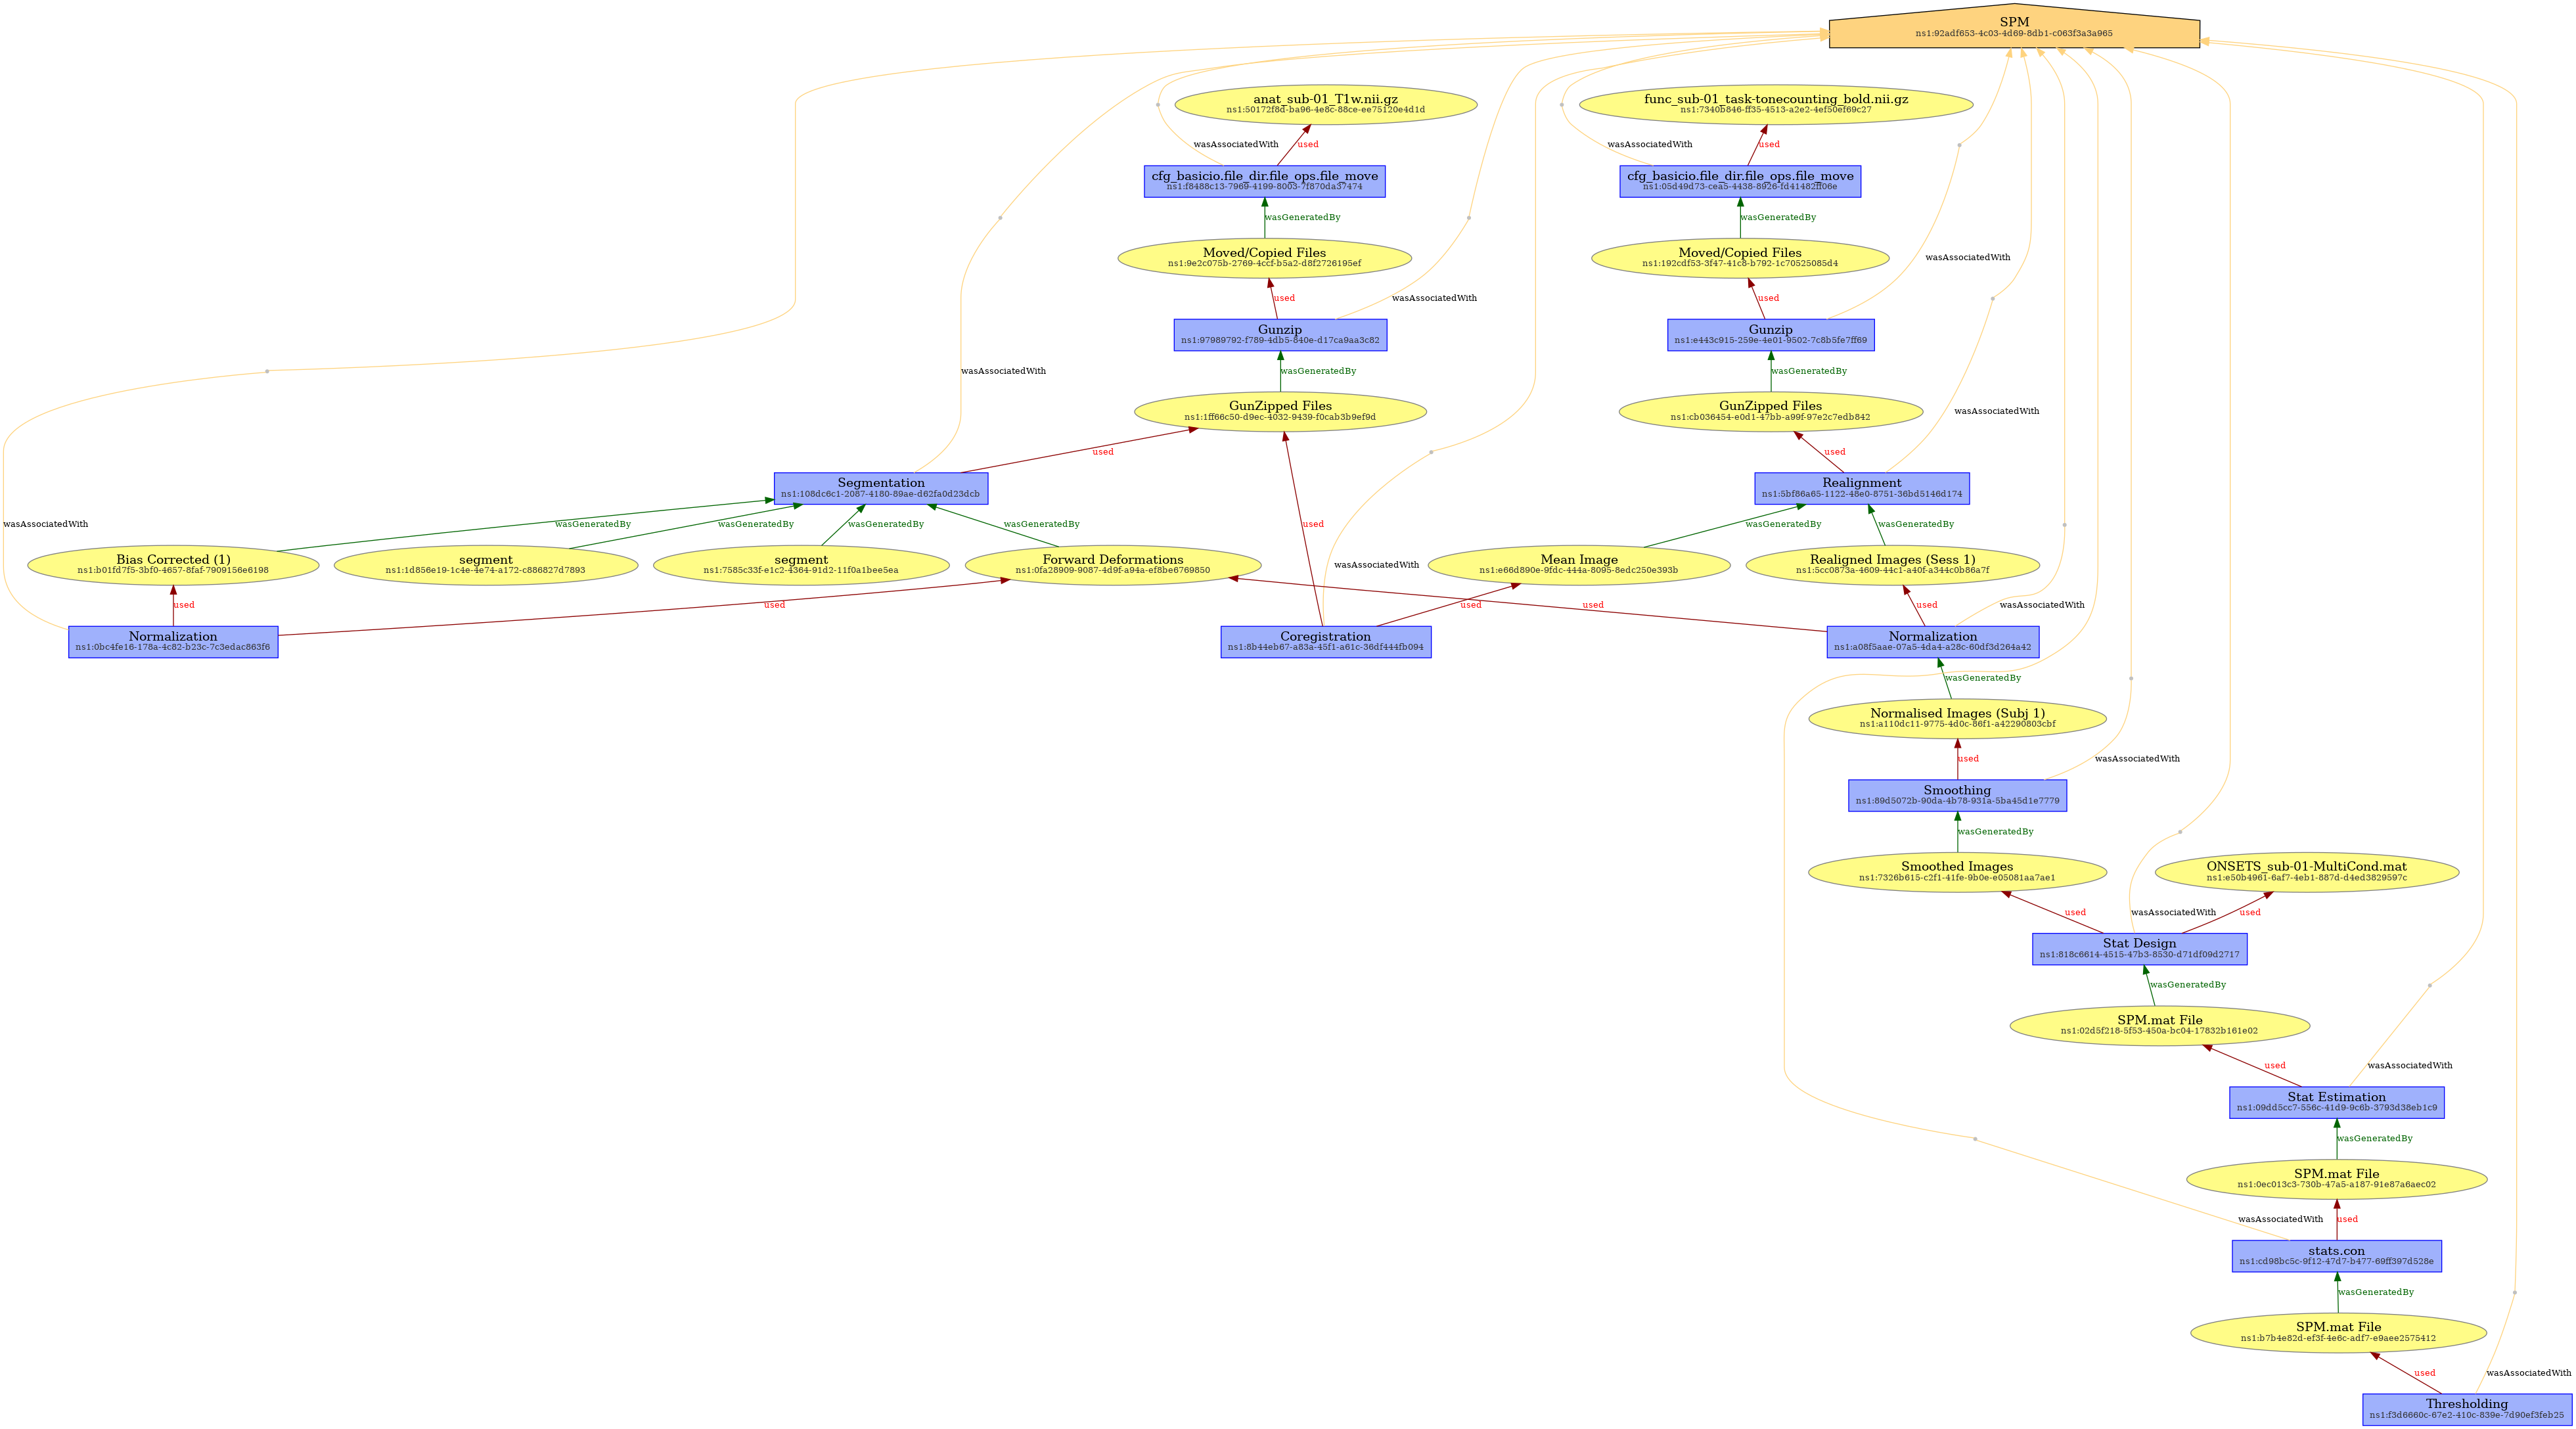 SPM
ns1:92adf653-4c03-4d69-8db1-c063f3a3a965
anat_sub-01_T1w.nii.gz
ns1:50172f8d-ba96-4e8c-88ce-ee75120e4d1d
func_sub-01_task-tonecounting_bold.nii.gz
ns1:7340b846-ff35-4513-a2e2-4ef50ef69c27
wasAssociatedWith
used
wasAssociatedWith
used
cfg_basicio.file_dir.file_ops.file_move
ns1:f8488c13-7969-4199-8003-7f870da37474
cfg_basicio.file_dir.file_ops.file_move
ns1:05d49d73-cea5-4438-8926-fd41482ff06e
wasGeneratedBy
wasGeneratedBy
Moved/Copied Files
ns1:9e2c075b-2769-4ccf-b5a2-d8f2726195ef
Moved/Copied Files
ns1:192cdf53-3f47-41c8-b792-1c70525085d4
wasAssociatedWith
used
wasAssociatedWith
used
Gunzip
ns1:97989792-f789-4db5-840e-d17ca9aa3c82
Gunzip
ns1:e443c915-259e-4e01-9502-7c8b5fe7ff69
wasAssociatedWith
wasGeneratedBy
wasGeneratedBy
GunZipped Files
ns1:1ff66c50-d9ec-4032-9439-f0cab3b9ef9d
GunZipped Files
ns1:cb036454-e0d1-47bb-a99f-97e2c7edb842
wasAssociatedWith
used
used
Segmentation
ns1:108dc6c1-2087-4180-89ae-d62fa0d23dcb
Realignment
ns1:5bf86a65-1122-48e0-8751-36bd5146d174
wasAssociatedWith
wasGeneratedBy
wasGeneratedBy
wasGeneratedBy
wasGeneratedBy
used
wasGeneratedBy
wasGeneratedBy
Bias Corrected (1)
ns1:b01fd7f5-3bf0-4657-8faf-7909156e6198
segment
ns1:1d856e19-1c4e-4e74-a172-c886827d7893
segment
ns1:7585c33f-e1c2-4364-91d2-11f0a1bee5ea
Forward Deformations
ns1:0fa28909-9087-4d9f-a94a-ef8be6769850
wasAssociatedWith
Mean Image
ns1:e66d890e-9fdc-444a-8095-8edc250e393b
Realigned Images (Sess 1)
ns1:5cc0873a-4609-44c1-a40f-a344c0b86a7f
used
used
used
used
used
wasAssociatedWith
Normalization
ns1:0bc4fe16-178a-4c82-b23c-7c3edac863f6
Coregistration
ns1:8b44eb67-a83a-45f1-a61c-36df444fb094
Normalization
ns1:a08f5aae-07a5-4da4-a28c-60df3d264a42
wasGeneratedBy
Normalised Images (Subj 1)
ns1:a110dc11-9775-4d0c-86f1-a42290803cbf
used
wasAssociatedWith
Smoothing
ns1:89d5072b-90da-4b78-931a-5ba45d1e7779
wasGeneratedBy
Smoothed Images
ns1:7326b615-c2f1-41fe-9b0e-e05081aa7ae1
ONSETS_sub-01-MultiCond.mat
ns1:e50b4961-6af7-4eb1-887d-d4ed3829597c
used
wasAssociatedWith
used
Stat Design
ns1:818c6614-4515-47b3-8530-d71df09d2717
wasGeneratedBy
SPM.mat File
ns1:02d5f218-5f53-450a-bc04-17832b161e02
used
wasAssociatedWith
Stat Estimation
ns1:09dd5cc7-556c-41d9-9c6b-3793d38eb1c9
wasGeneratedBy
SPM.mat File
ns1:0ec013c3-730b-47a5-a187-91e87a6aec02
wasAssociatedWith
used
stats.con
ns1:cd98bc5c-9f12-47d7-b477-69ff397d528e
wasGeneratedBy
SPM.mat File
ns1:b7b4e82d-ef3f-4e6c-adf7-e9aee2575412
used
wasAssociatedWith
Thresholding
ns1:f3d6660c-67e2-410c-839e-7d90ef3feb25